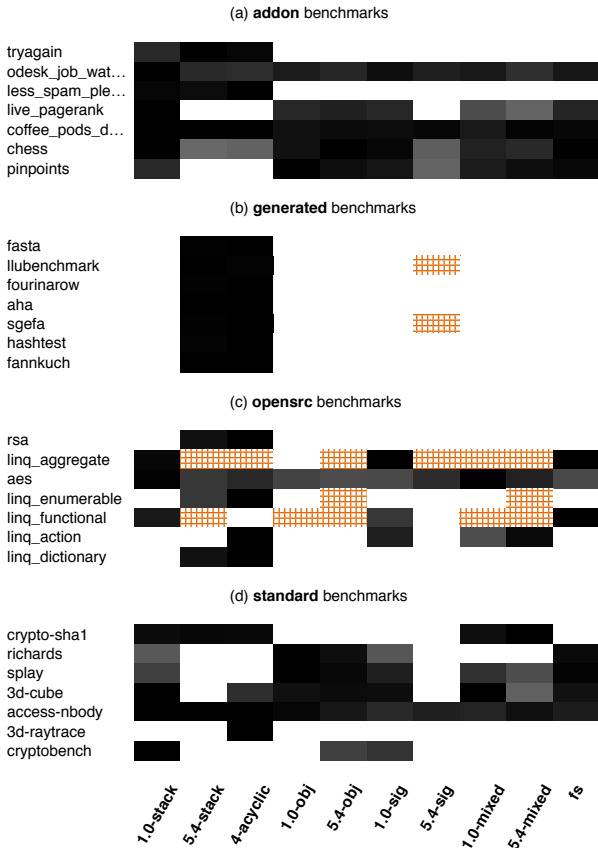 (a) addon benchmarks
tryagain
odesk_job_wat…
less_spam_ple…
live_pagerank
coffee_pods_d…
chess
pinpoints
(b) generated benchmarks
fasta
llubenchmark
fourinarow
aha
sgefa
hashtest
fannkuch
(c) opensrc benchmarks
rsa
linq_aggregate
aes
linq_enumerable
linq_functional
linq_action
linq_dictionary
(d) standard benchmarks
crypto-sha1
richards
splay
3d-cube
access-nbody
3d-raytrace
cryptobench
1.0-stack
5.4-stack
4-acyclic
1.0-obj
5.4-obj
1.0-sig
5.4-sig
1.0-mixed
5.4-mixed
fs